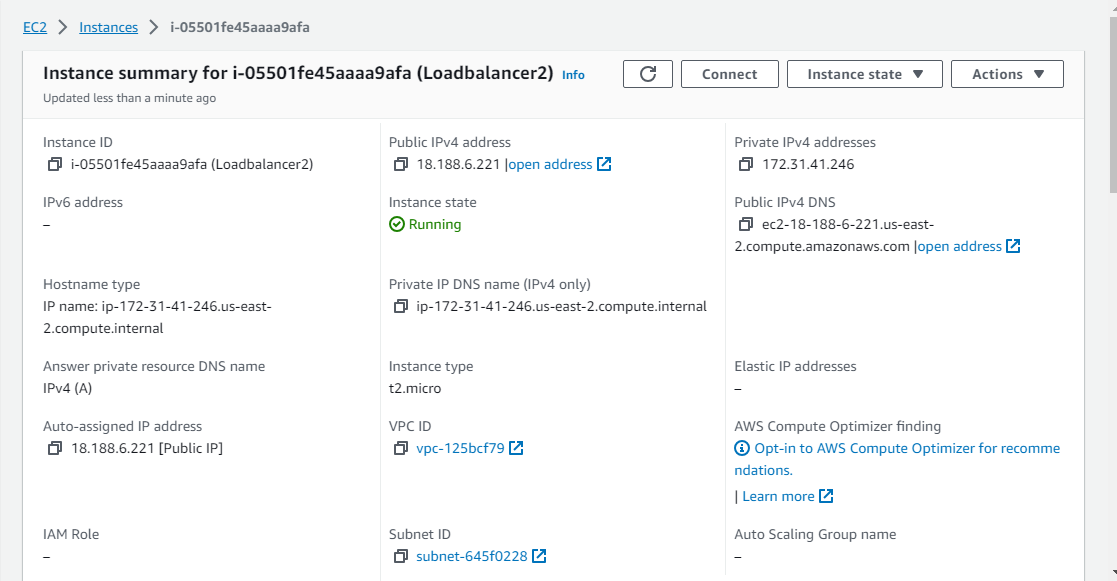 EC2 > Instances > i-05501fe45aaaa9afa
Instance summary for i-05501fe45aaaa9afa (Loadbalancer2) Info
Connect
Instance state
Actions
Updated less than a minute ago
Instance ID
i-05501fe45aaaa9afa (Loadbalancer2)
Public IPv4 address
18.188.6.221 |open address
Private IPv4 addresses
172.31.41.246
IPv6 address
–
Instance state
Running
Public IPv4 DNS
ec2-18-188-6-221.us-east-
2.compute.amazonaws.com |open address
Hostname type
IP name: ip-172-31-41-246.us-east-
2.compute.internal
Private IP DNS name (IPv4 only)
ip-172-31-41-246.us-east-2.compute.internal
Answer private resource DNS name
IPv4 (A)
Instance type
t2.micro
Elastic IP addresses
–
Auto-assigned IP address
18.188.6.221 [Public IP]
VPC ID
vpc-125bcf79
AWS Compute Optimizer finding
Opt-in to AWS Compute Optimizer for recomme
ndations.
| Learn more
IAM Role
–
Subnet ID
subnet-645f0228
Auto Scaling Group name
–